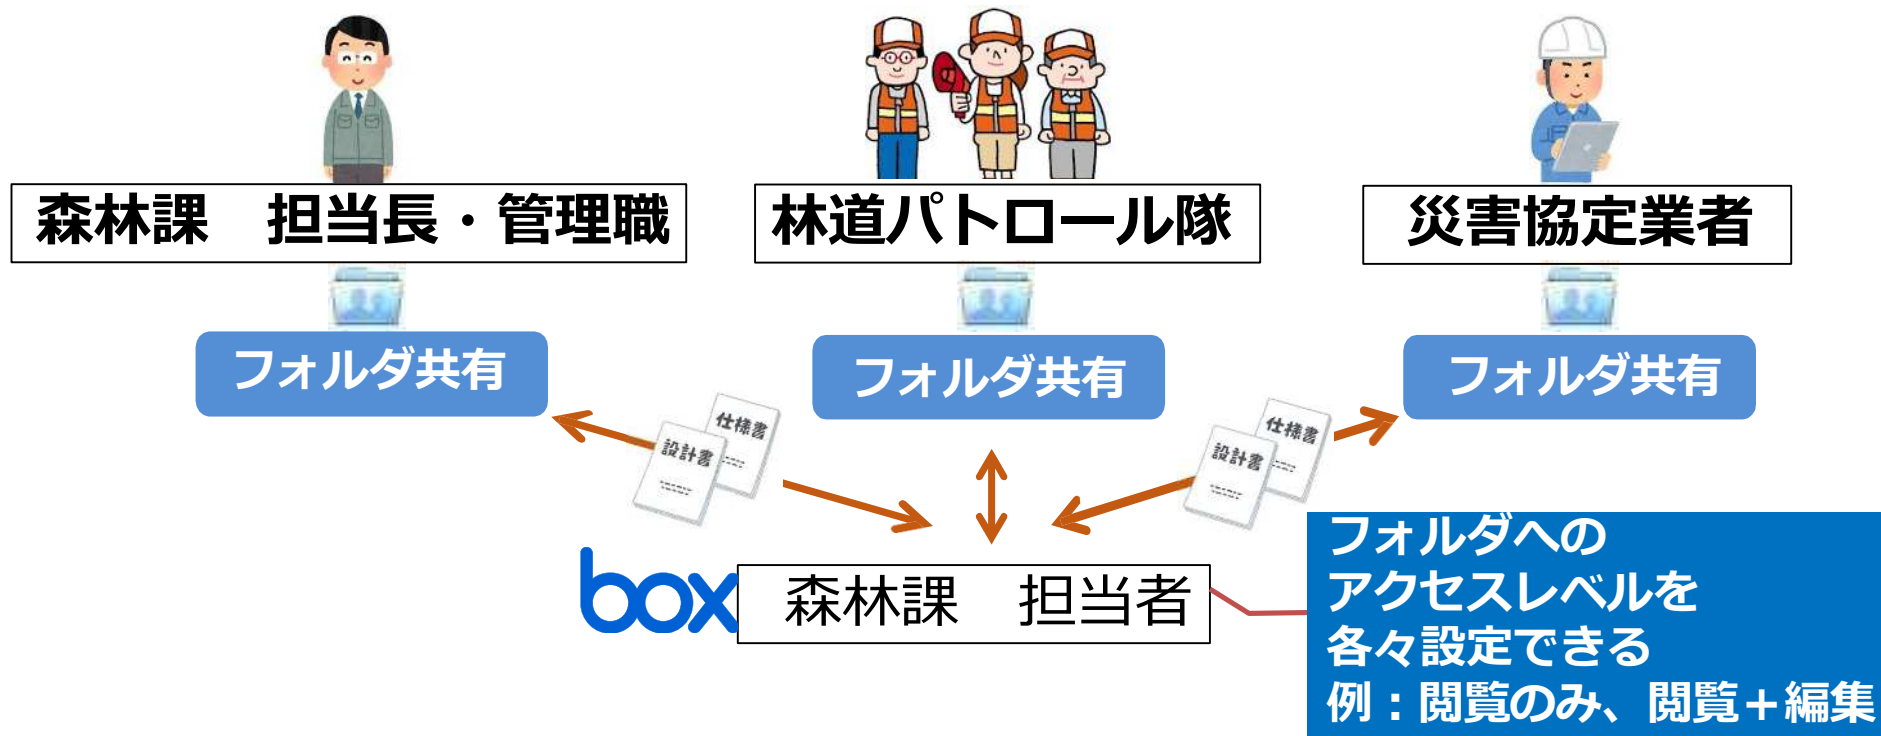 森林課　担当長・管理職
林道パトロール隊
災害協定業者
フォルダ共有
フォルダ共有
フォルダ共有
仕様書
設計書
仕様書
設計書
box
森林課　担当者
フォルダへの
アクセスレベルを
各々設定できる
例：閲覧のみ、閲覧＋編集